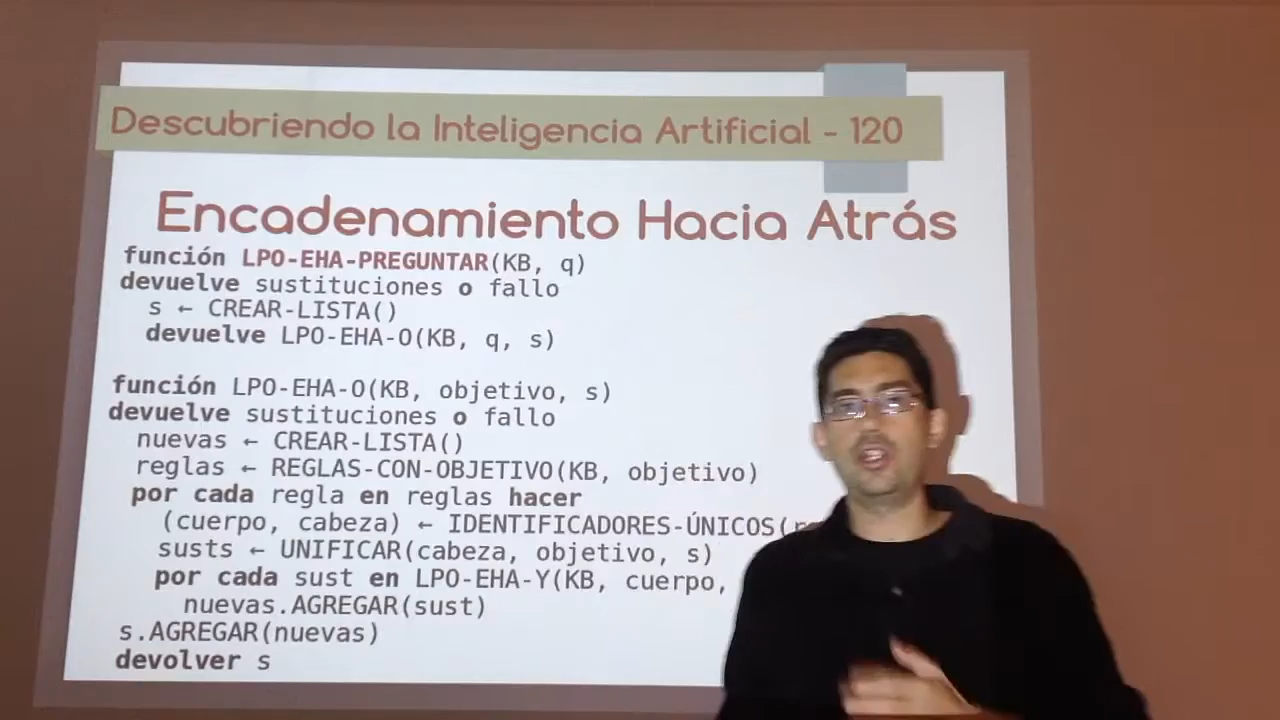 Descubriendo la Inteligencia Artificial - 120
Encadenamiento Hacia Atrás
función LPO-EHA-PREGUNTAR(KB, q)
devuelve sustituciones o fallo
s ← CREAR-LISTA()
devuelve LPO-EHA-O(KB, q, s)
función LPO-EHA-O(KB, objetivo, s)
devuelve sustituciones o fallo
nuevas ← CREAR-LISTA()
reglas ← REGLAS-CON-OBJETIVO(KB, objetivo)
por cada regla en reglas hacer
(cuerpo, cabeza) ← IDENTIFICADORES-ÚNICOS(
susts ← UNIFICAR(cabeza, objetivo, s)
por cada sust en LPO-EHA-Y(KB, cuerpo,
nuevas.AGREGAR(sust)
s.AGREGAR(nuevas)
devolver s